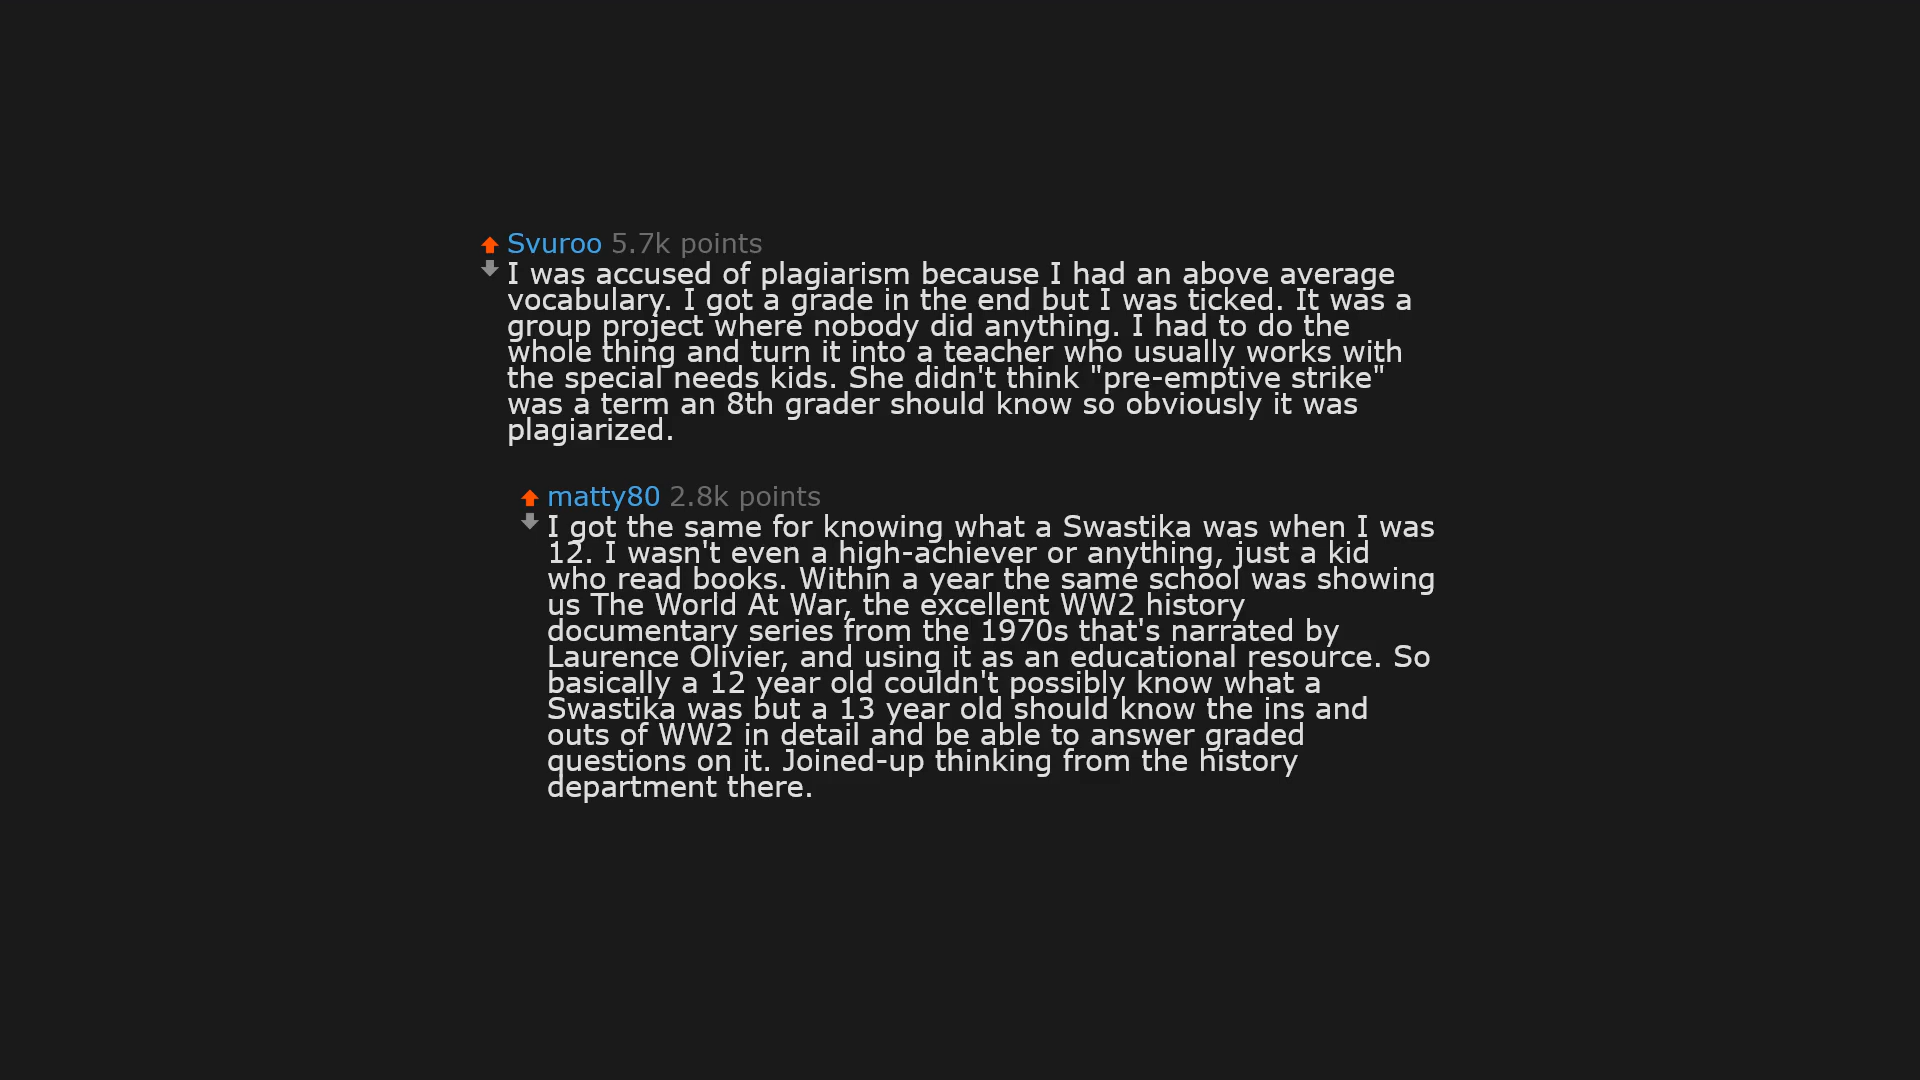 Svuroo 5.7k points
I was accused of plagiarism because I had an above average
vocabulary. I got a grade in the end but I was ticked. It was a
group project where nobody did anything. I had to do the
whole thing and turn it into a teacher who usually works with
the special needs kids. She didn't think "pre-emptive strike"
was a term an 8th grader should know so obviously it was
plagiarized.
matty80 2.8k points
I got the same for knowing what a Swastika was when I was
12. I wasn't even a high-achiever or anything, just a kid
who read books. Within a year the same school was showing
us The World At War, the excellent WW2 history
documentary series from the 1970s that's narrated by
Laurence Olivier, and using it as an educational resource. So
basically a 12 year old couldn't possibly know what a
Swastika was but a 13 year old should know the ins and
outs of WW2 in detail and be able to answer graded
questions on it. Joined-up thinking from the history
department there.